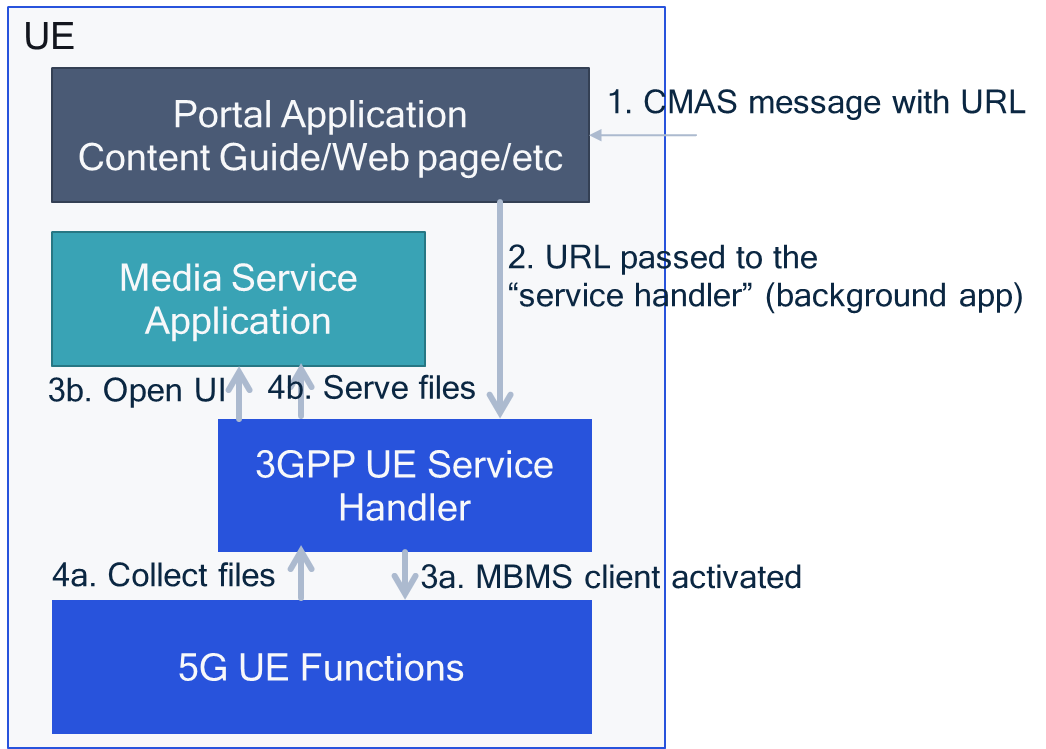 UE
Portal Application
Content Guide/Web page/etc
1. CMAS message with URL
Media Service
Application
2. URL passed to the
“service handler” (background app)
3b. Open UI
4b. Serve files
3GPP UE Service
Handler
4a. Collect files
3a. MBMS client activated
5G UE Functions